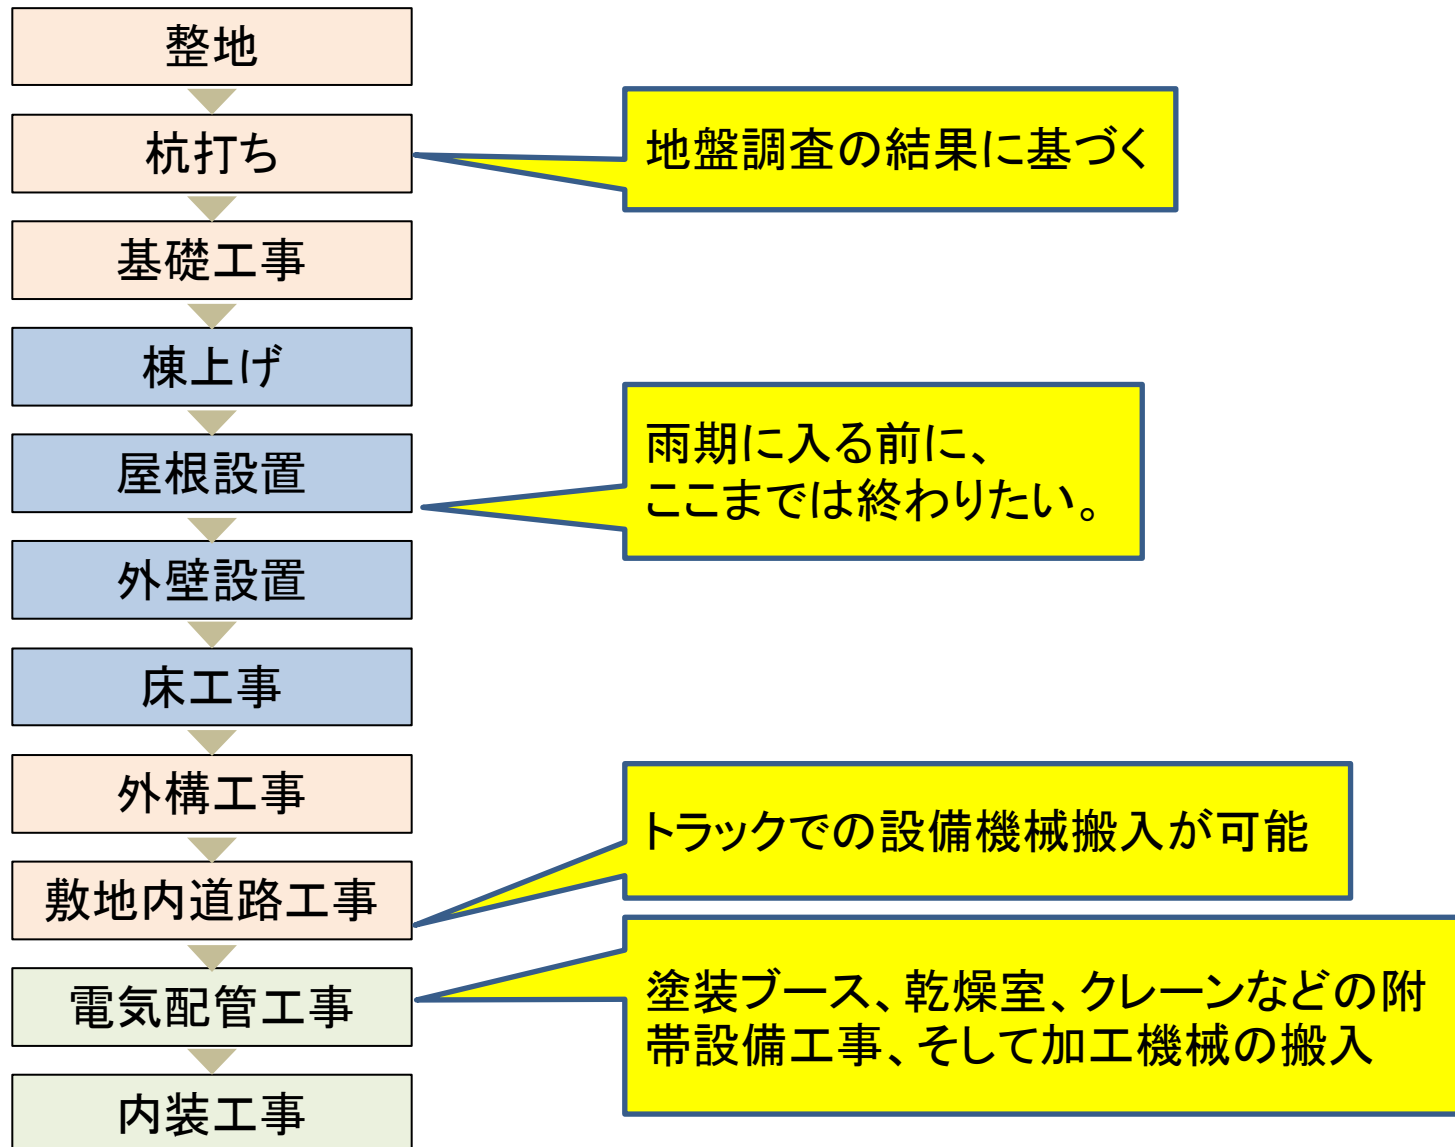 整地
杭打ち
地盤調査の結果に基づく
基礎工事
棟上げ
屋根設置
雨期に入る前に、
ここまでは終わりたい。
外壁設置
床工事
外構工事
トラックでの設備機械搬入が可能
敷地内道路工事
電気配管工事
塗装ブース、乾燥室、クレーンなどの附
帯設備工事、そして加工機械の搬入
内装工事